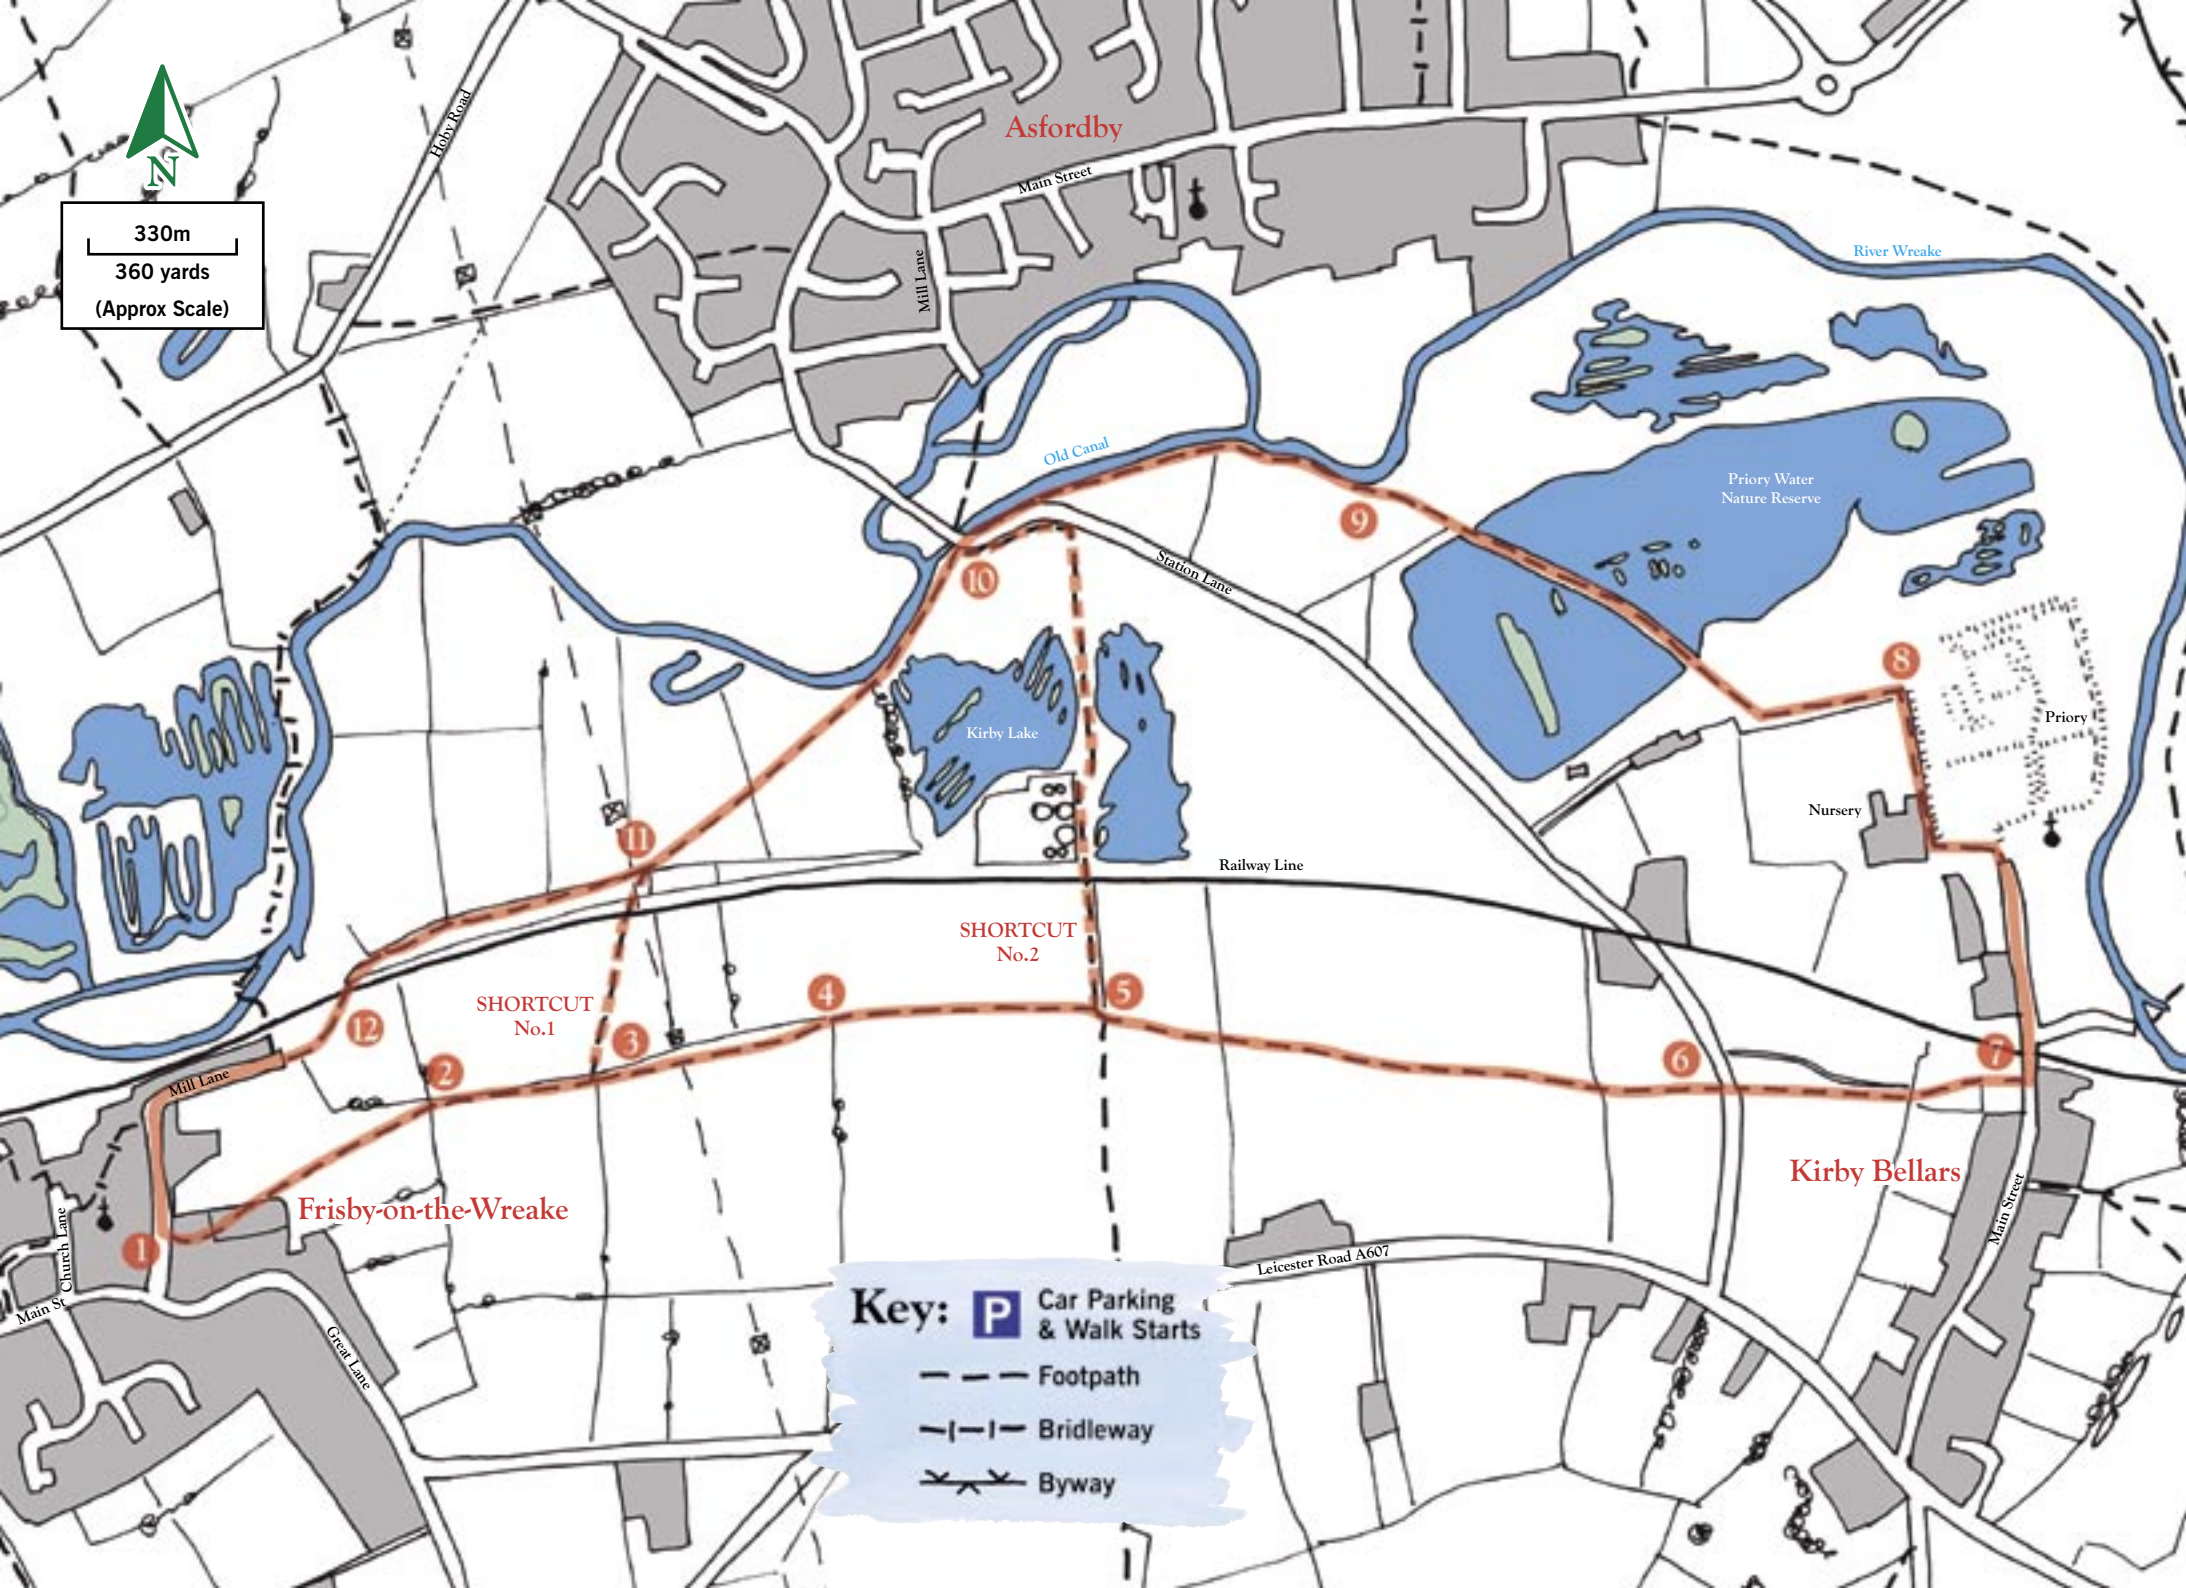 Asfordby
Hoby Road
N
330m
360 yards
(Approx Scale)
Main Street
Mill Lane
River Wreake
Old Canal
Priory Water
Nature Reserve
9
10
Station Lane
8
Priory
Kirby Lake
Nursery
11
Railway Line
SHORTCUT
No.2
SHORTCUT
No.1
4
5
12
3
2
6
7
Mill Lane
Frisby-on-the-Wreake
Kirby Bellars
Main Street
1
Church Lane
Main St
Great Lane
Leicester Road A607
Key:
P
Car Parking
& Walk Starts
Footpath
Bridleway
Byway